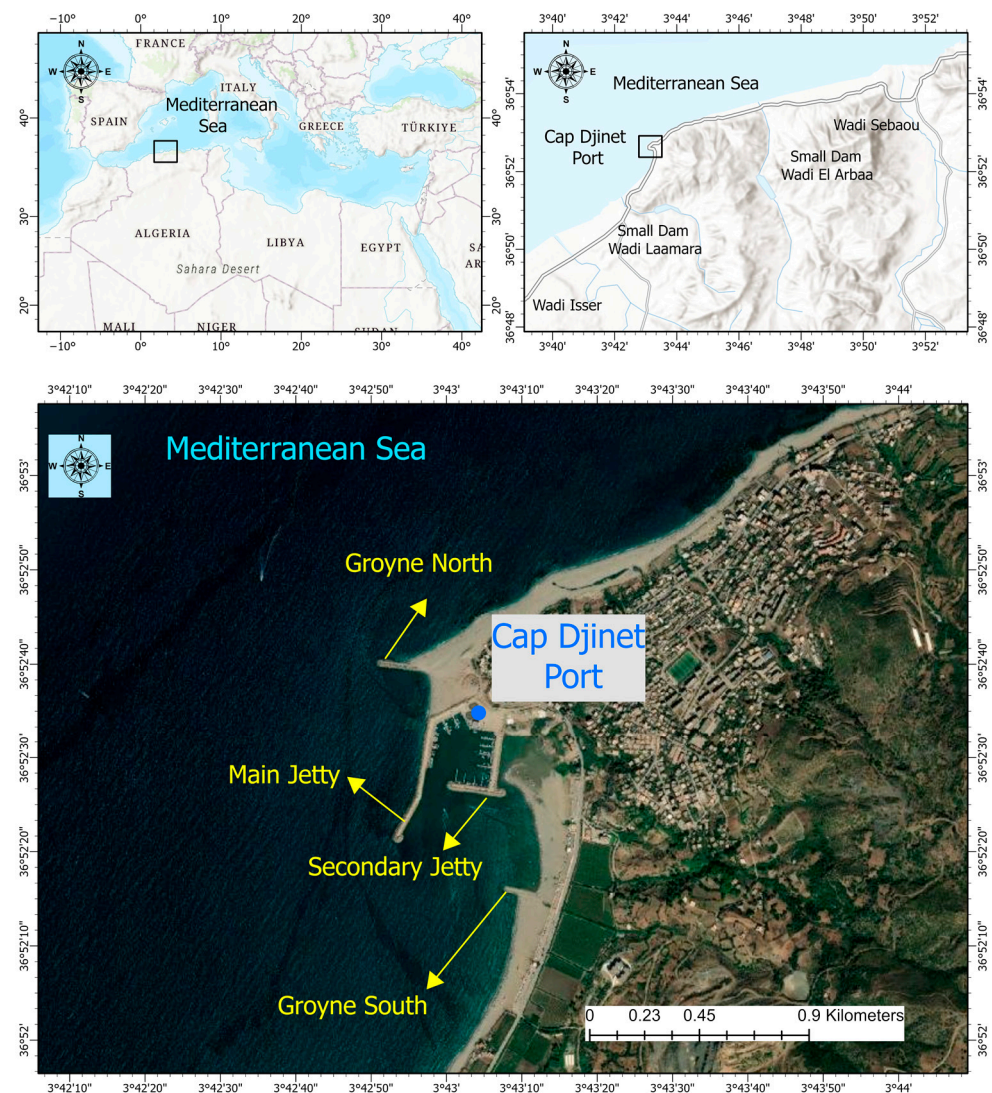 −10° 0° 10° 20° 30° 40°
N
W E
S
FRANCE
ITALY
Mediterranean
Sea
SPAIN
GREECE
TÜRKIYE
ALGERIA
LIBYA
EGYPT
SA
AR
Sahara Desert
MALI
NIGER
SUDAN
40°
30°
20°
40°
30°
20°
−10° 0° 10° 20° 30° 40°
3°40' 3°42' 3°44' 3°46' 3°48' 3°50' 3°52'
N
W E
S
Mediterranean Sea
Cap Djinet
Port
Wadi Sebaou
Small Dam
Wadi El Arbaa
Small Dam
Wadi Laamara
Wadi Isser
36°54'
36°52'
36°50'
36°48'
36°54'
36°52'
36°50'
36°48'
3°40' 3°42' 3°44' 3°46' 3°48' 3°50' 3°52'
3°42'10" 3°42'20" 3°42'30" 3°42'40" 3°42'50" 3°43' 3°43'10" 3°43'20" 3°43'30" 3°43'40" 3°43'50" 3°44'
N
W E
S
Mediterranean Sea
Groyne North
Cap Djinet
Port
Main Jetty
Secondary Jetty
Groyne South
0 0.23 0.45 0.9 Kilometers
36°53'
36°52'50"
36°52'40"
36°52'30'
36°52'20"
36°52'10"
36°52'
36°53'
36°52'50"
36°52'40"
36°52'30'
36°52'20"
36°52'10"
36°52'
3°42'10" 3°42'20" 3°42'30" 3°42'40" 3°42'50" 3°43' 3°43'10" 3°43'20" 3°43'30" 3°43'40" 3°43'50" 3°44'